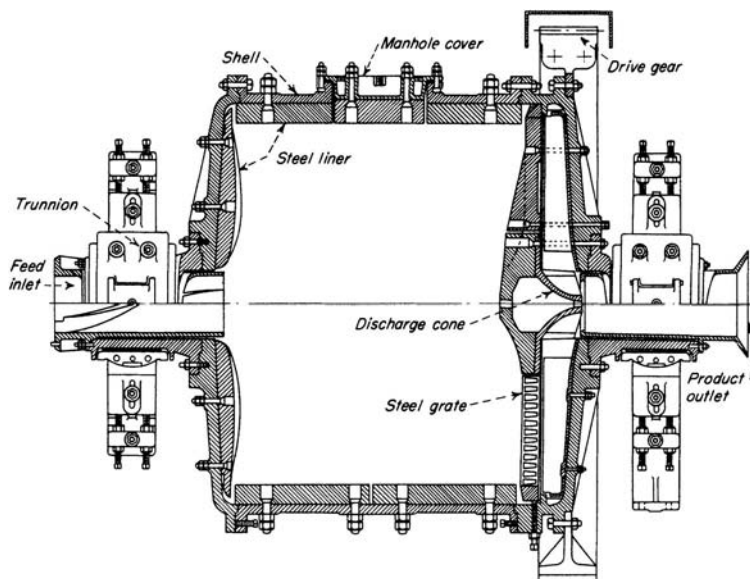 Manhole cover
Shell
Drive gear
Steel liner
Trunnion
Feed
inlet
Discharge cone
Product
outlet
Steel grate